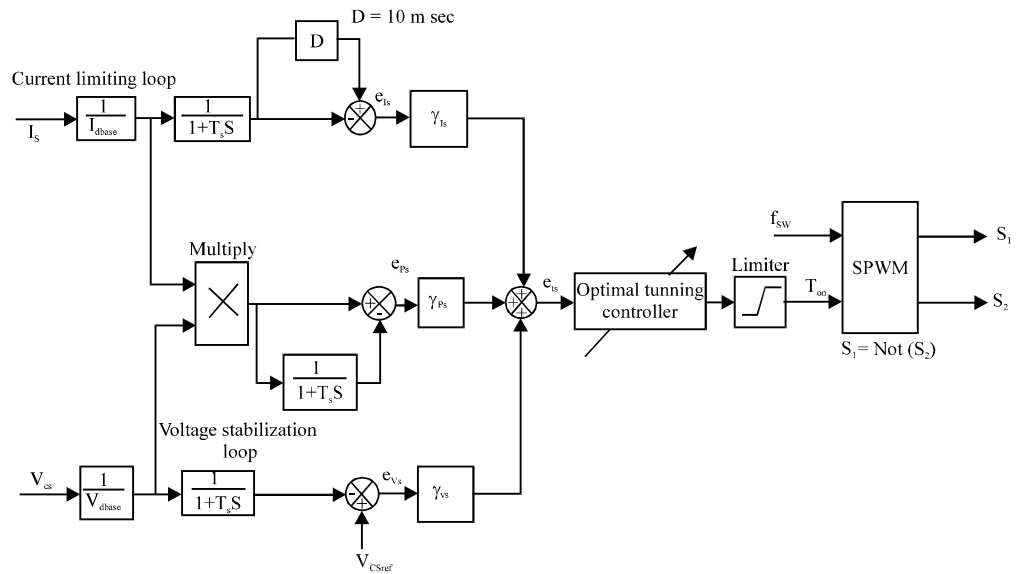 D = 10 m sec
D
Current limiting loop
I_S
1
I_dbase
1
1+T_sS
+
-
e_Is
γ_Is
Multiply
×
e_Ps
+
-
γ_Ps
1
1+T_sS
+
+
+
e_ts
Optimal tunning
controller
Limiter
T_on
f_SW
SPWM
S_1
S_2
S_1= Not (S_2)
Voltage stabilization
loop
V_cs
1
V_dbase
1
1+T_sS
-
+
e_Vs
γ_vs
V_CSref